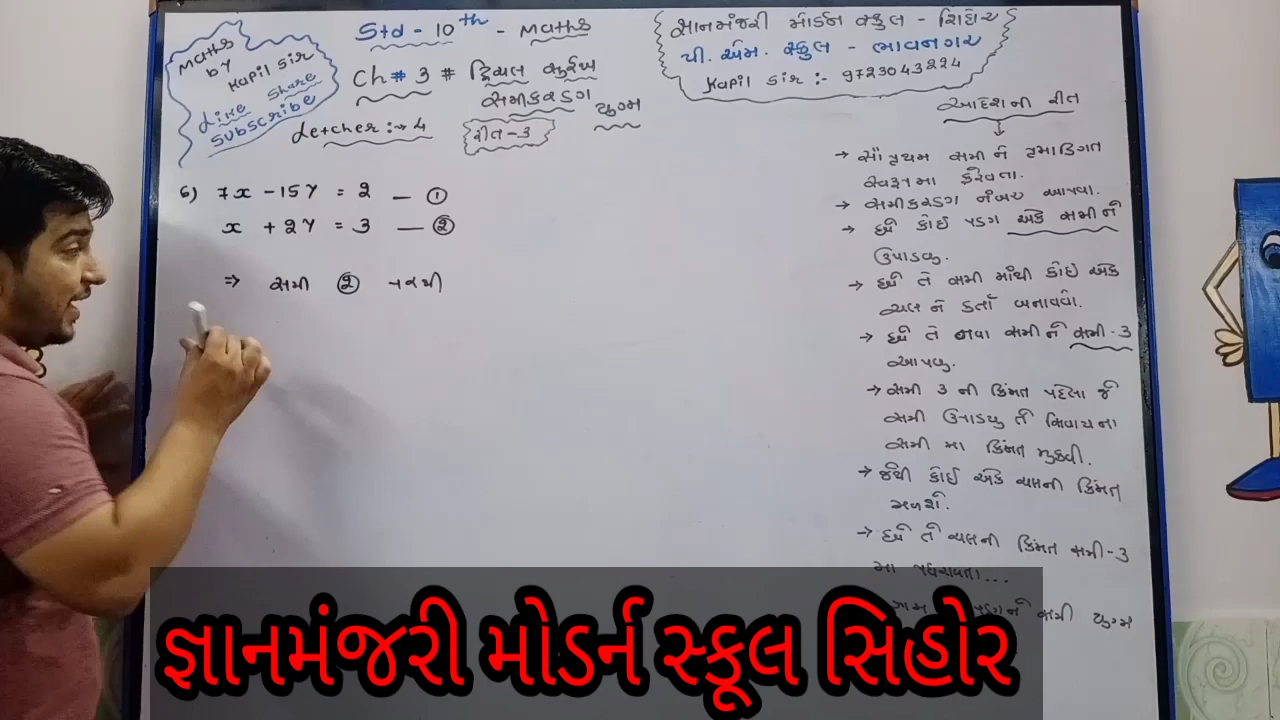 Maths
by
Kapil Sir
Like Share
Subscribe
Std - 10th - Maths
Ch # 3 # દ્વિચલ સુરેખ
સમીકરણ યુગ્મ
Letcher :→ 4 રીત-3
જ્ઞાનમંજરી મોર્ડન સ્કુલ - સિહોર
પી. એમ. સ્કુલ - ભાવનગર
Kapil Sir :- 9723043224
6) 7x - 15y = 2 — ①
x + 2y = 3 — ②
⇒ સમી ② પરથી
આદેશની રીત
↓
→ સૌ પ્રથમ સમી ને પ્રમાણિત
સ્વરૂપમા ફેરવવા.
→ સમીકરણને નંબર આપવા.
→ હવે કોઈ પણ એક સમી ને
ઉપાડવુ.
→ હવે તે સમી માંથી કોઈ એક
ચલ ને કર્તા બનાવવો.
→ હવે તે નવા સમી ને સમી-3
આપવુ.
→ સમી 3 ની કિંમત પહેલા જે
સમી ઉપાડ્યુ તે સિવાયના
સમી મા કિંમત મુકવી.
→ જેથી કોઈ એક ચલની કિંમત
મળશે.
→ હવે તે ચલની કિંમત સમી-3
મા
સમી યુગ્મ
જ્ઞાનમંજરી મોડર્ન સ્કૂલ સિહોર